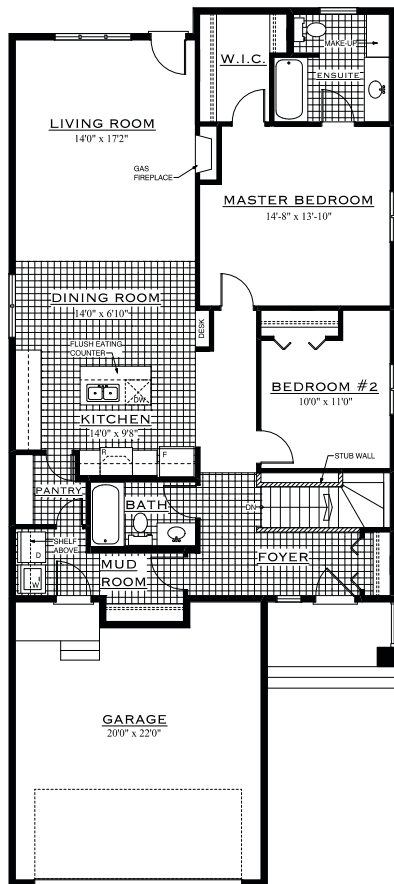 MAKE-UP
W.I.C.
ENSUITE
LIVING ROOM
14'0" x 17'2"
GAS
FIREPLACE
MASTER BEDROOM
14'-8" x 13'-10"
DINING ROOM
14'0" x 6'10"
DESK
FLUSH EATING
COUNTER
DW
BEDROOM #2
10'0" x 11'0"
KITCHEN
14'0" x 9'8"
R
F
STUB WALL
PANTRY
BATH
DN
SHELF
ABOVE
D
W
MUD
ROOM
FOYER
GARAGE
20'0" x 22'0"